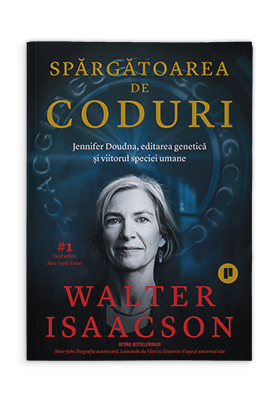 SPĂRGĂTOAREA
DE
CODURI
Jennifer Doudna, editarea genetică
și viitorul speciei umane
#1
bestseller
New York Times
WALTER
ISAACSON
AUTORUL BESTSELLERURILOR
Steve Jobs: Biografia autorizată, Leonardo da Vinci și Einstein: Viața și universul său